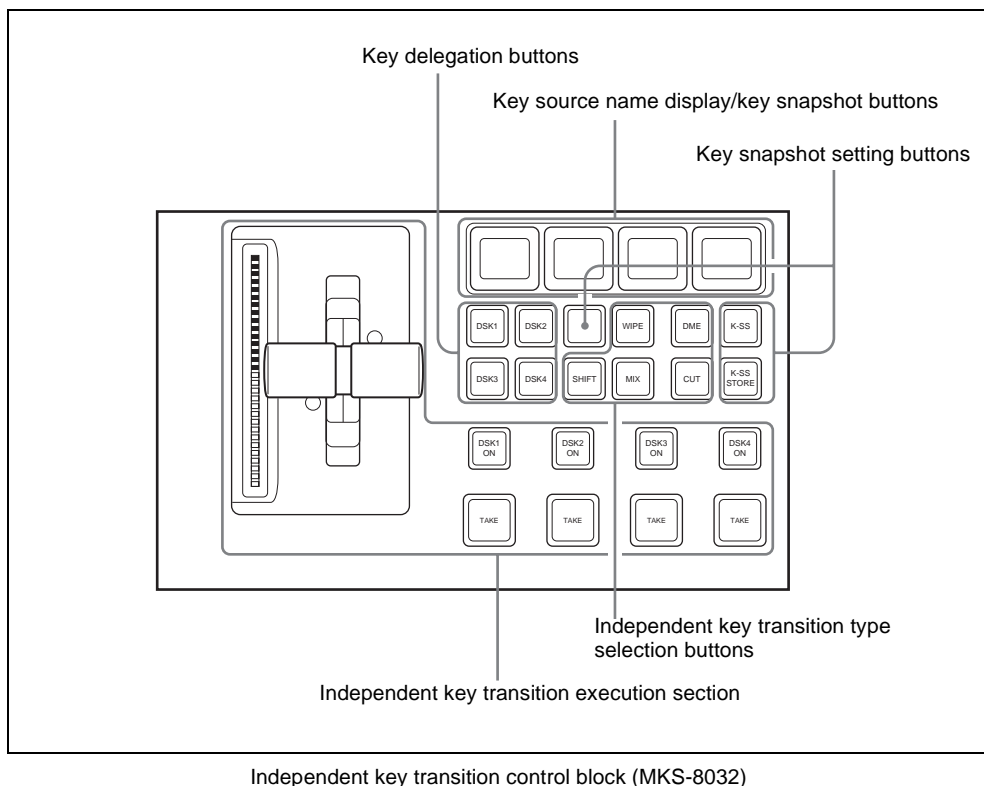 Key delegation buttons
Key source name display/key snapshot buttons
Key snapshot setting buttons
DSK1
DSK2
WIPE
DME
K-SS
DSK3
DSK4
SHIFT
MIX
CUT
K-SS
STORE
DSK1
ON
DSK2
ON
DSK3
ON
DSK4
ON
TAKE
TAKE
TAKE
TAKE
Independent key transition type
selection buttons
Independent key transition execution section
Independent key transition control block (MKS-8032)